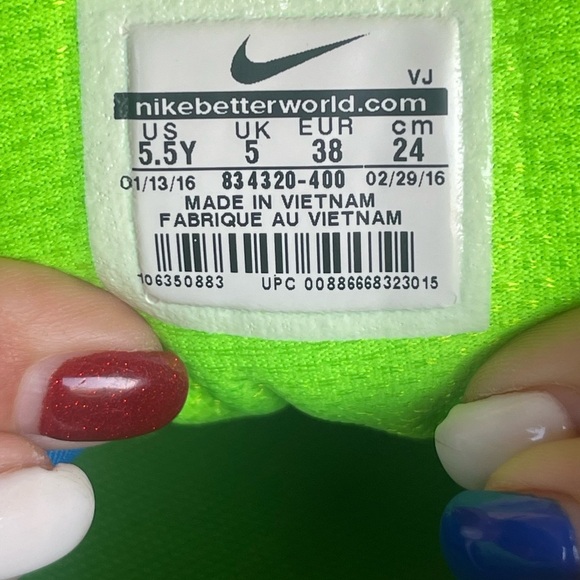 VJ
nikebetterworld.com
US UK EUR cm
5.5Y 5 38 24
01/13/16 834320-400 02/29/16
MADE IN VIETNAM
FABRIQUE AU VIETNAM
106350883 UPC 00886668323015